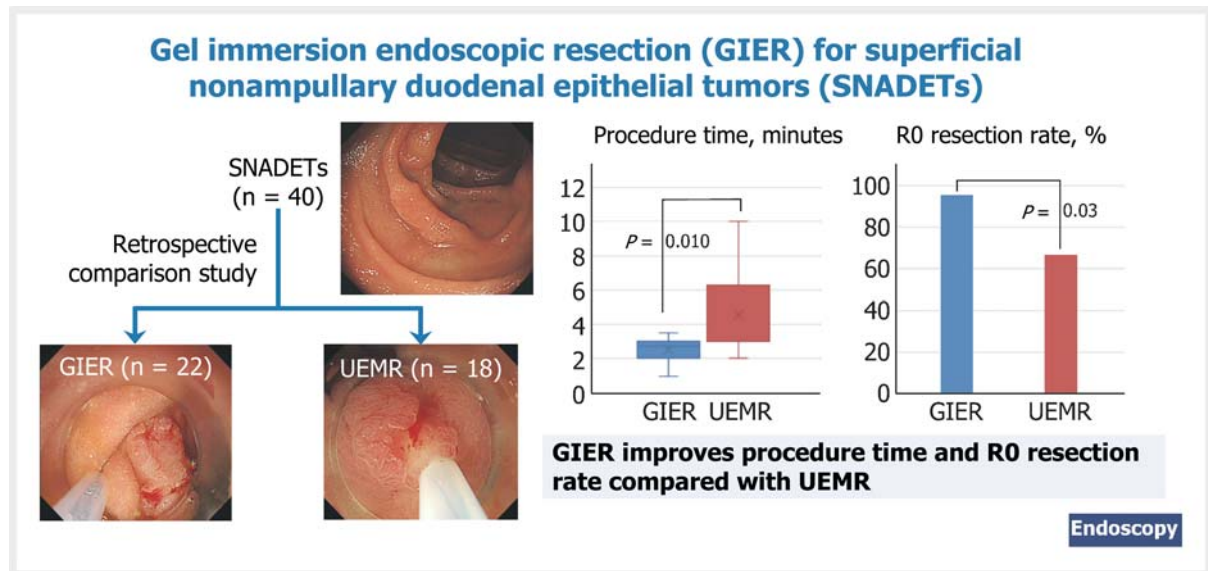 Gel immersion endoscopic resection (GIER) for superficial
nonampullary duodenal epithelial tumors (SNADETs)
SNADETs
(n = 40)
Retrospective
comparison study
GIER (n = 22)
UEMR (n = 18)
Procedure time, minutes
12
10
8
6
4
2
0
P = 0.010
GIER UEMR
R0 resection rate, %
100
80
60
40
20
0
P = 0.03
GIER UEMR
GIER improves procedure time and R0 resection
rate compared with UEMR
Endoscopy